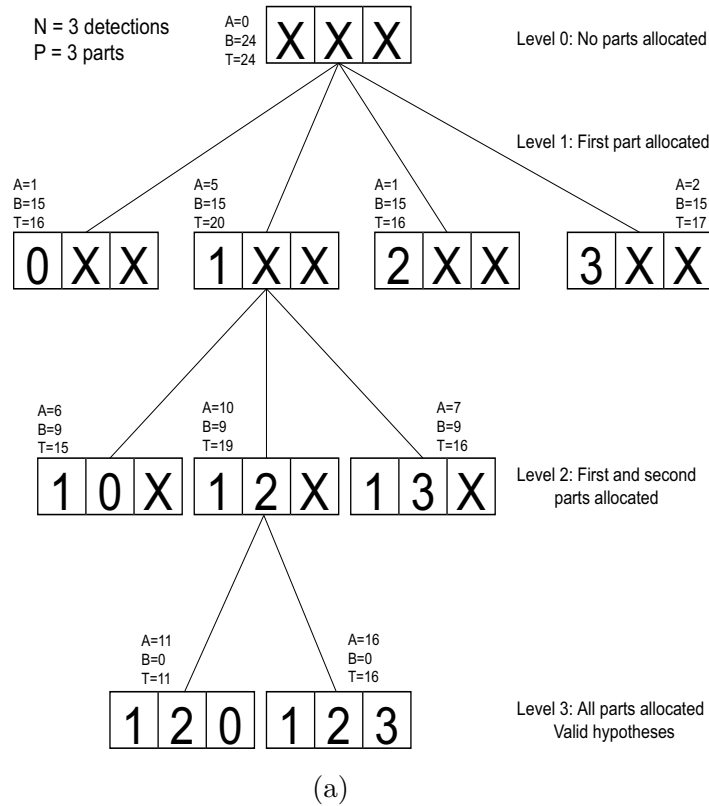 N = 3 detections
P = 3 parts
A=0
B=24
T=24
X X X
Level 0: No parts allocated
Level 1: First part allocated
A=1
B=15
T=16
0 X X
A=5
B=15
T=20
1 X X
A=1
B=15
T=16
2 X X
A=2
B=15
T=17
3 X X
A=6
B=9
T=15
1 0 X
A=10
B=9
T=19
1 2 X
A=7
B=9
T=16
1 3 X
Level 2: First and second
parts allocated
A=11
B=0
T=11
1 2 0
A=16
B=0
T=16
1 2 3
Level 3: All parts allocated
Valid hypotheses
(a)